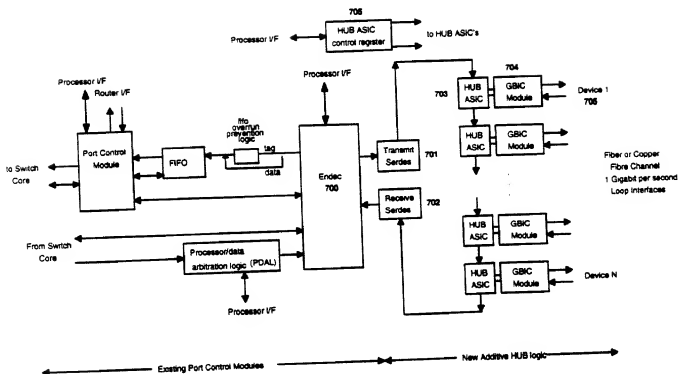 705
Processor I/F
HUB ASIC
control register
to HUB ASIC's
Processor I/F
Router I/F
Processor I/F
fifo
overrun
prevention
logic
tag
data
to Switch
Core
Port Control
Module
FIFO
Endec
700
Transmit
Serdes
701
Receive
Serdes
702
703
704
HUB
ASIC
GBIC
Module
Device 1
705
HUB
ASIC
GBIC
Module
Fiber or Copper
Fibre Channel
1 Gigabit per second
Loop Interfaces
HUB
ASIC
GBIC
Module
HUB
ASIC
GBIC
Module
Device N
From Switch
Core
Processor/data
arbitration logic (PDAL)
Processor I/F
Existing Port Control Modules
New Additive HUB logic